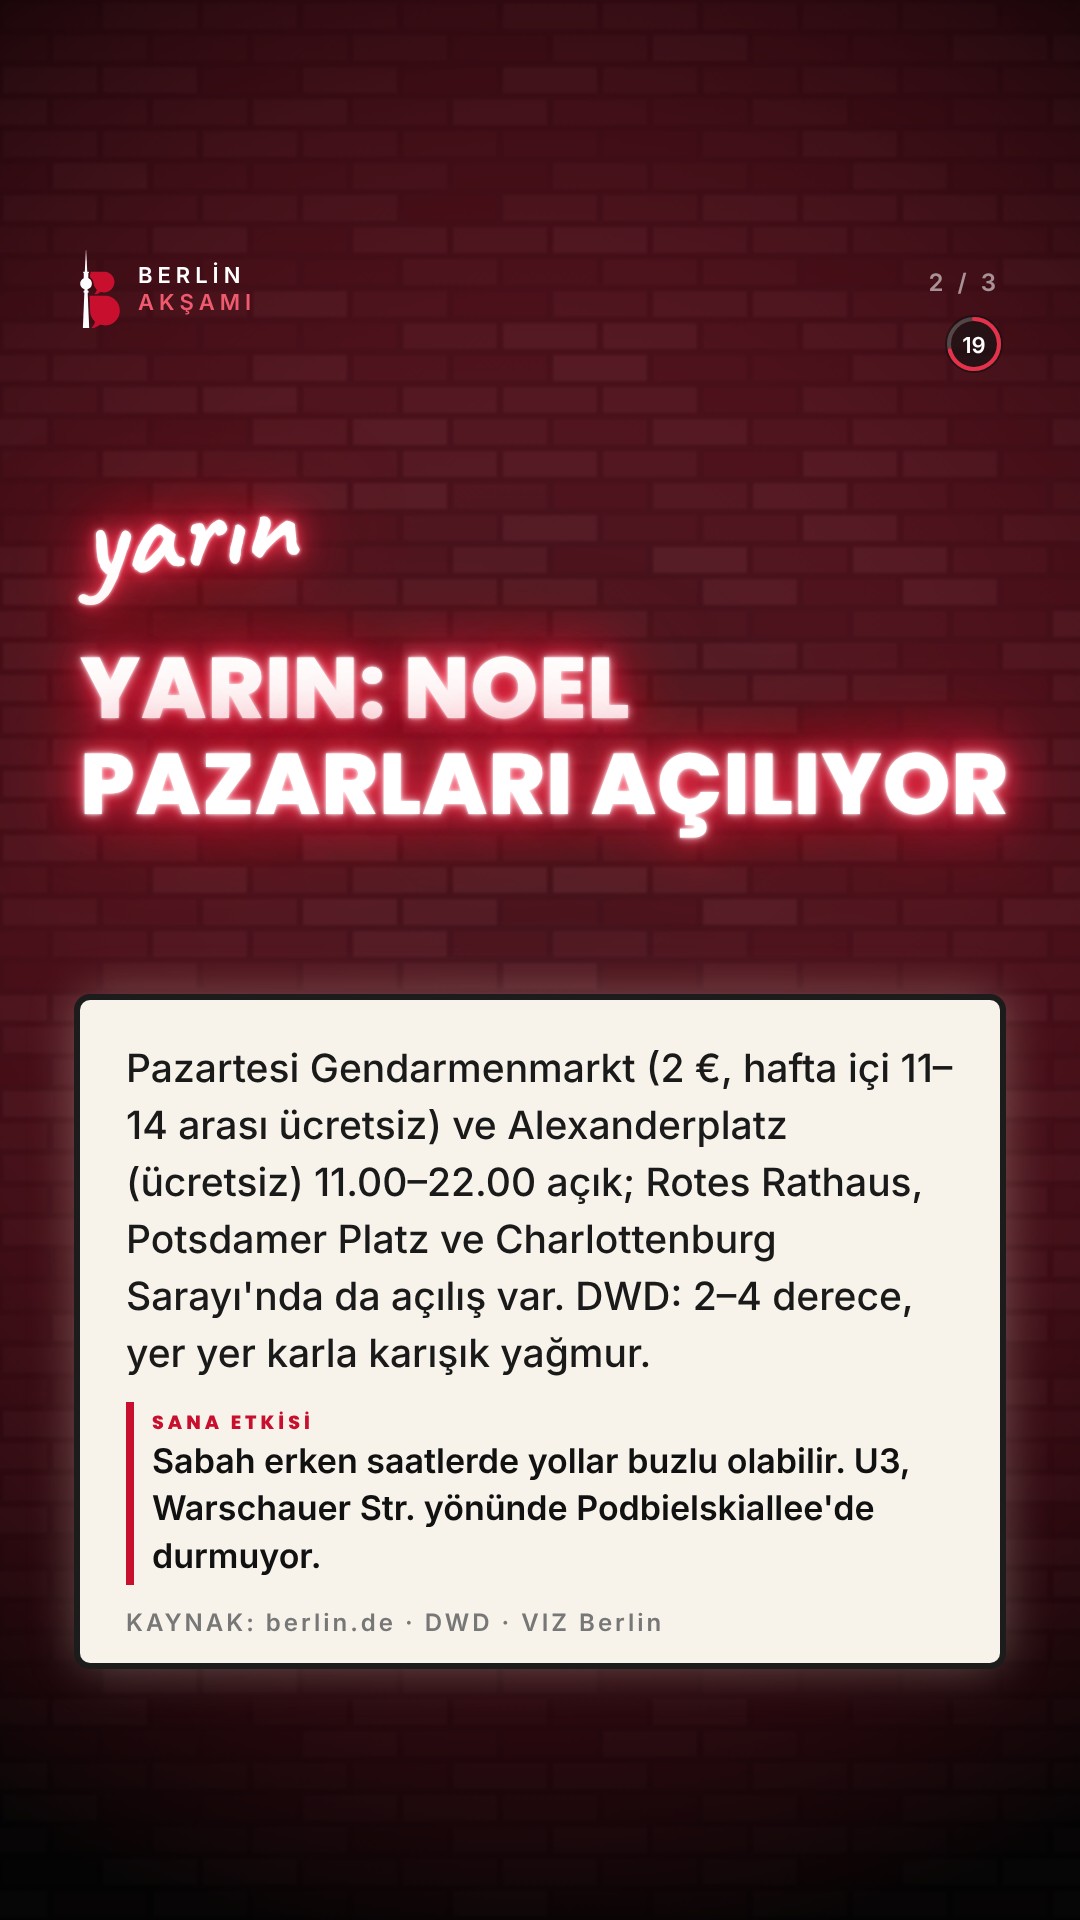 BERLİN
AKŞAMI
2 / 3
19
yarın
YARIN: NOEL
PAZARLARI AÇILIYOR
Pazartesi Gendarmenmarkt (2 €, hafta içi 11–
14 arası ücretsiz) ve Alexanderplatz
(ücretsiz) 11.00–22.00 açık; Rotes Rathaus,
Potsdamer Platz ve Charlottenburg
Sarayı'nda da açılış var. DWD: 2–4 derece,
yer yer karla karışık yağmur.
SANA ETKİSİ
Sabah erken saatlerde yollar buzlu olabilir. U3,
Warschauer Str. yönünde Podbielskiallee'de
durmuyor.
KAYNAK: berlin.de · DWD · VIZ Berlin